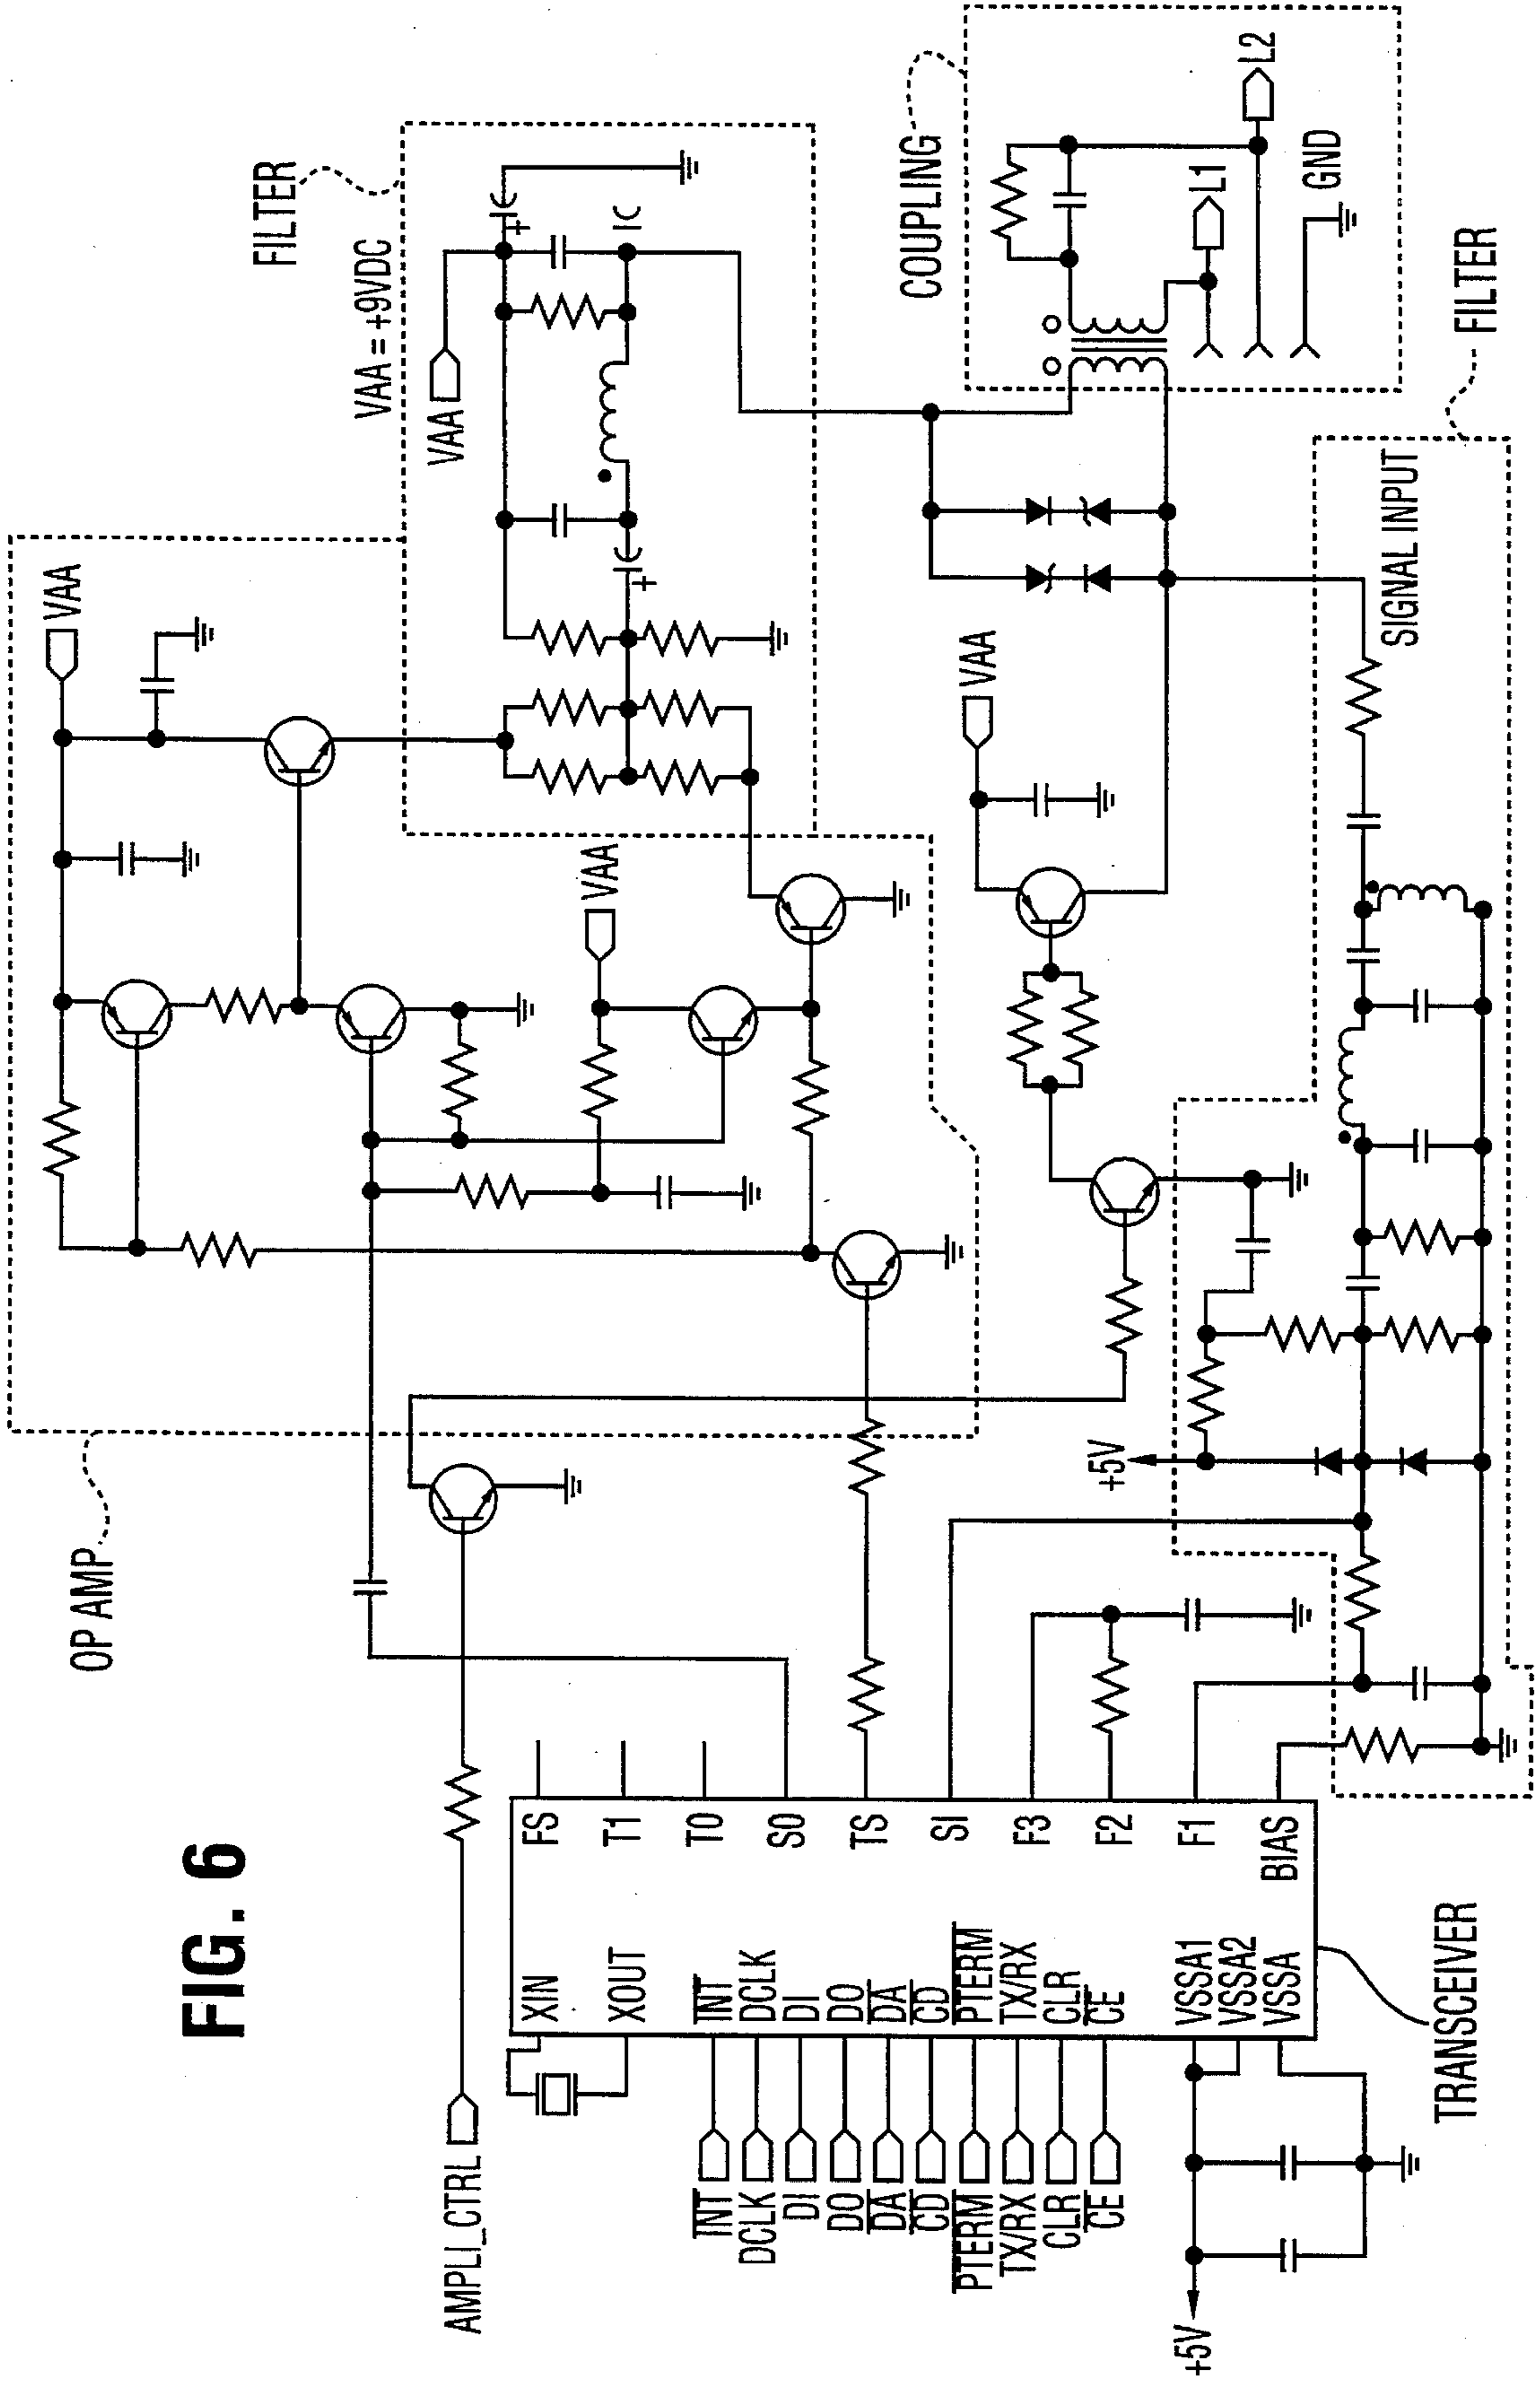 FIG. 6
OP AMP
FILTER
VAA = +9VDC
VAA
VAA
VAA
VAA
COUPLING
L1
L2
GND
FILTER
SIGNAL INPUT
+5V
AMPLI_CTRL
XIN
XOUT
INT
DCLK
DI
DO
DA
CD
PTERM
TX/RX
CLR
CE
VSSA1
VSSA2
VSSA
FS
T1
T0
S0
TS
SI
F3
F2
F1
BIAS
INT
DCLK
DI
DO
DA
CD
PTERM
TX/RX
CLR
CE
+5V
TRANSCEIVER